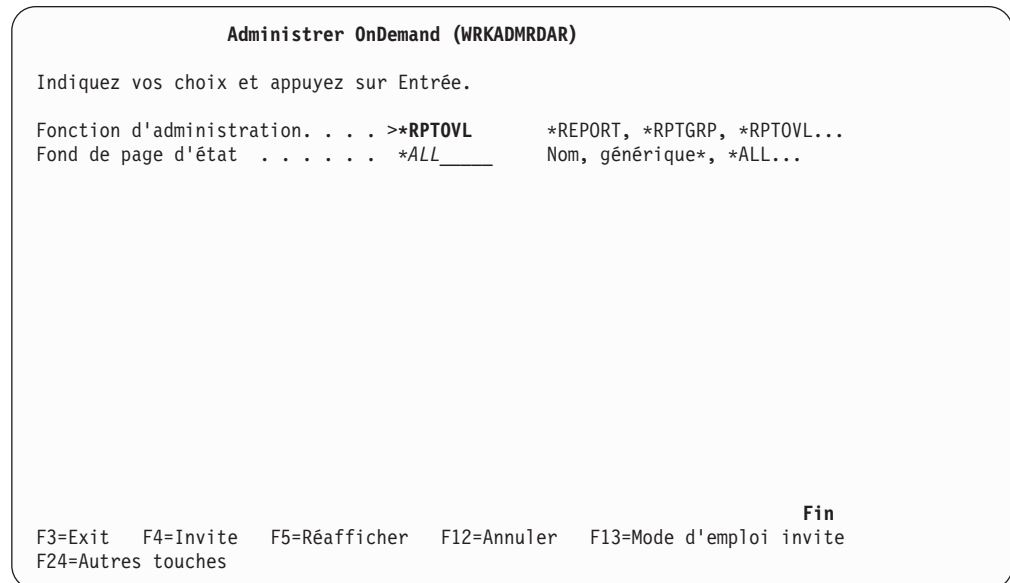 Administrer OnDemand (WRKADMRDAR)
Indiquez vos choix et appuyez sur Entrée.
Fonction d'administration. . . . >*RPTOVL *REPORT, *RPTGRP, *RPTOVL...
Fond de page d'état . . . . . . *ALL_____ Nom, générique*, *ALL...
Fin
F3=Exit F4=Invite F5=Réafficher F12=Annuler F13=Mode d'emploi invite
F24=Autres touches